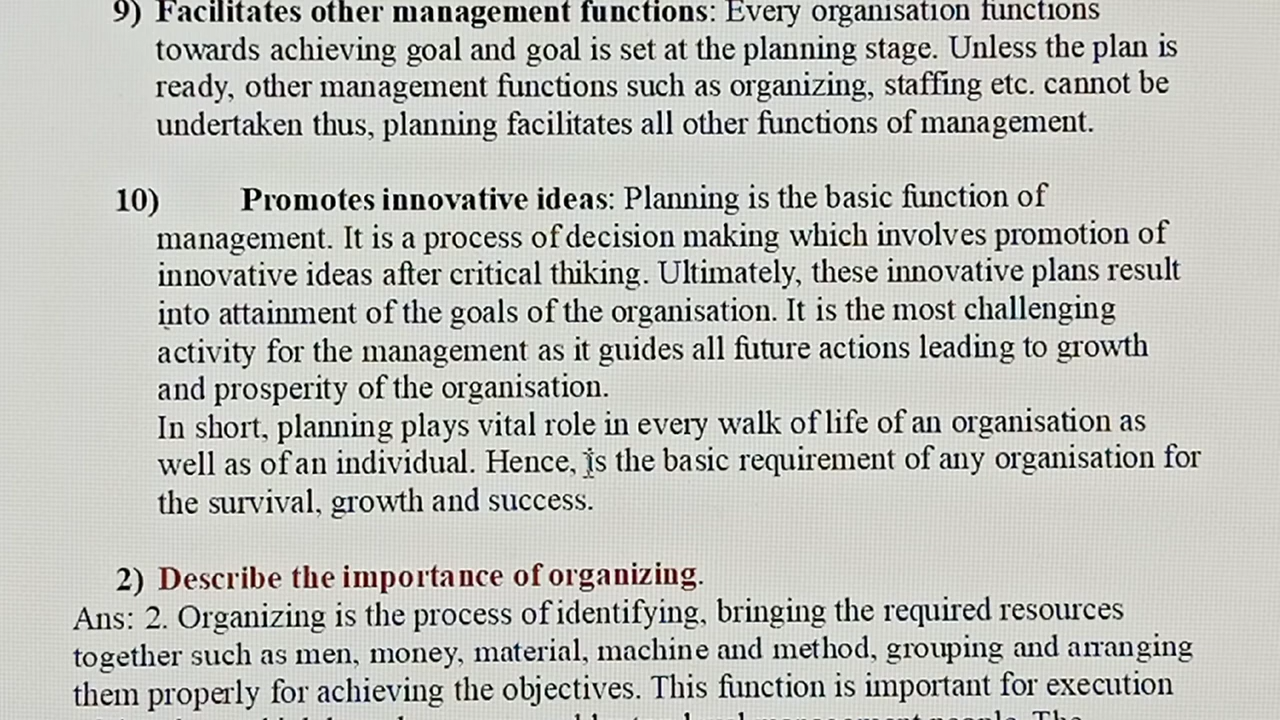 9) Facilitates other management functions: Every organisation functions
towards achieving goal and goal is set at the planning stage. Unless the plan is
ready, other management functions such as organizing, staffing etc. cannot be
undertaken thus, planning facilitates all other functions of management.
10) Promotes innovative ideas: Planning is the basic function of
management. It is a process of decision making which involves promotion of
innovative ideas after critical thiking. Ultimately, these innovative plans result
into attainment of the goals of the organisation. It is the most challenging
activity for the management as it guides all future actions leading to growth
and prosperity of the organisation.
In short, planning plays vital role in every walk of life of an organisation as
well as of an individual. Hence, is the basic requirement of any organisation for
the survival, growth and success.
2) Describe the importance of organizing.
Ans: 2. Organizing is the process of identifying, bringing the required resources
together such as men, money, material, machine and method, grouping and arranging
them properly for achieving the objectives. This function is important for execution
management people. The